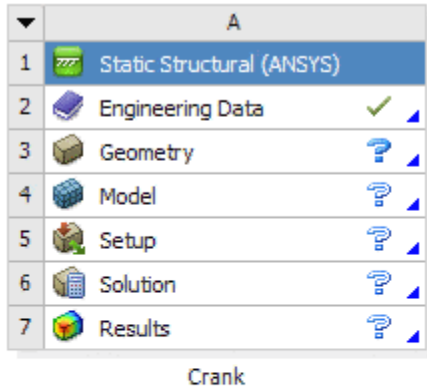 A
1 Static Structural (ANSYS)
2 Engineering Data
3 Geometry
4 Model
5 Setup
6 Solution
7 Results
Crank